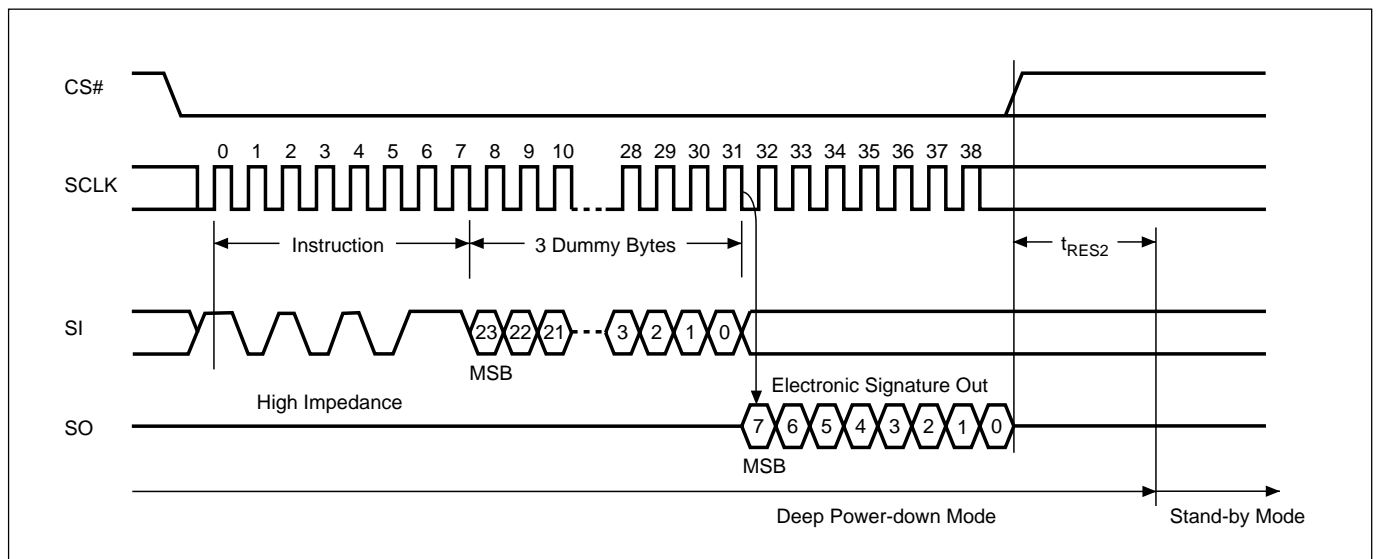 CS#
0 1 2 3 4 5 6 7 8 9 10 28 29 30 31 32 33 34 35 36 37 38
SCLK
Instruction 3 Dummy Bytes tRES2
SI
23 22 21 3 2 1 0
MSB
High Impedance Electronic Signature Out
SO
7 6 5 4 3 2 1 0
MSB
Deep Power-down Mode Stand-by Mode